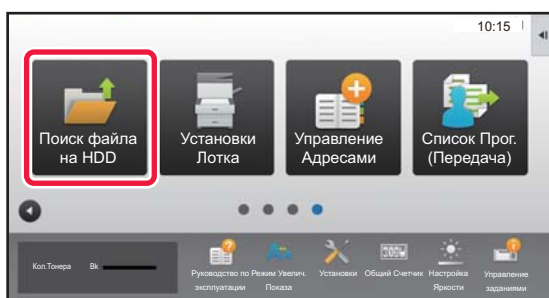 10:15
Поиск файла
на HDD
Установки
Лотка
Управление
Адресами
Список Прог.
(Передача)
Кол.Тонера Bk
Руководство по
эксплуатации
Режим Увелич.
Показа
Установки
Общий Счетчик
Настройка
Яркости
Управление
заданиями